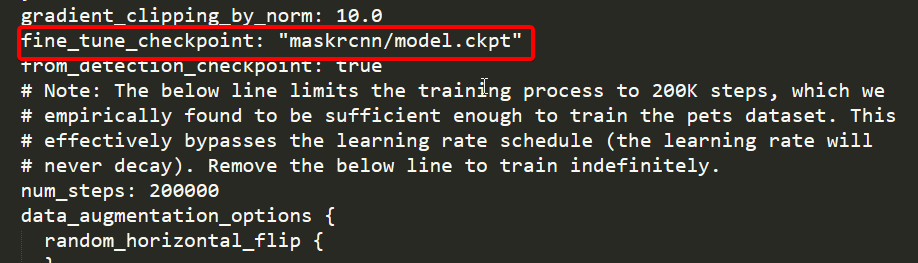 gradient_clipping_by_norm: 10.0
fine_tune_checkpoint: "maskrcnn/model.ckpt"
from_detection_checkpoint: true
# Note: The below line limits the training process to 200K steps, which we
# empirically found to be sufficient enough to train the pets dataset. This
# effectively bypasses the learning rate schedule (the learning rate will
# never decay). Remove the below line to train indefinitely.
num_steps: 200000
data_augmentation_options {
  random_horizontal_flip {
  }